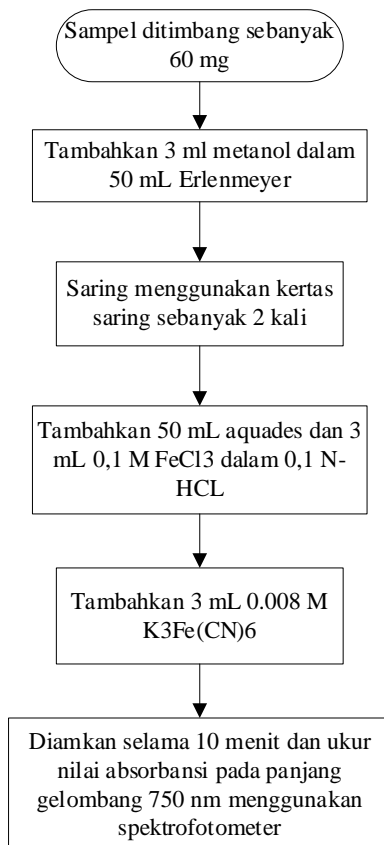 Sampel ditimbang sebanyak
60 mg
Tambahkan 3 ml metanol dalam
50 mL Erlenmeyer
Saring menggunakan kertas
saring sebanyak 2 kali
Tambahkan 50 mL aquades dan 3
mL 0,1 M FeCl3 dalam 0,1 N-
HCL
Tambahkan 3 mL 0.008 M
K3Fe(CN)6
Diamkan selama 10 menit dan ukur
nilai absorbansi pada panjang
gelombang 750 nm menggunakan
spektrofotometer